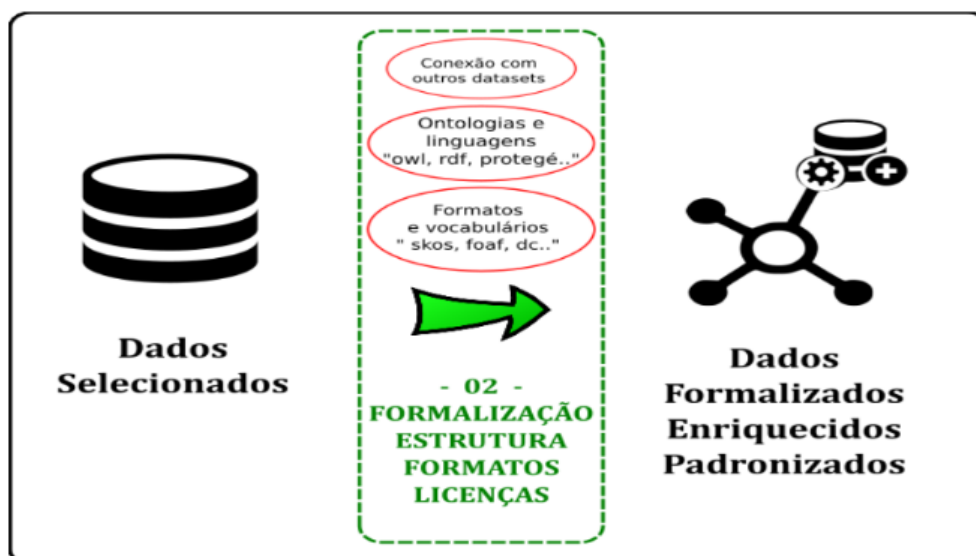 Dados
Selecionados
Conexão com
outros datasets
Ontologias e
linguagens
"owl, rdf, protegé.."
Formatos
e vocabulários
" skos, foaf, dc.."
- 02 -
FORMALIZAÇÃO
ESTRUTURA
FORMATOS
LICENÇAS
Dados
Formalizados
Enriquecidos
Padronizados